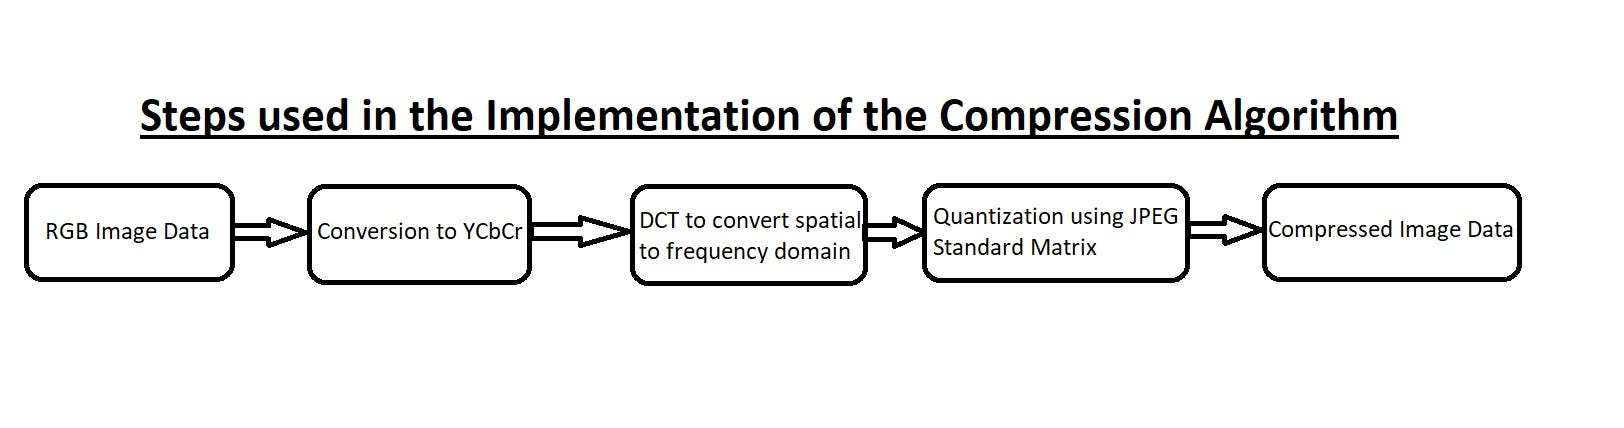 Steps used in the Implementation of the Compression Algorithm
RGB Image Data
Conversion to YCbCr
DCT to convert spatial
to frequency domain
Quantization using JPEG
Standard Matrix
Compressed Image Data